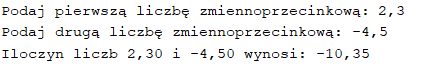 Podaj pierwszą liczbę zmiennoprzecinkową: 2,3
Podaj drugą liczbę zmiennoprzecinkową: -4,5
Iloczyn liczb 2,30 i -4,50 wynosi: -10,35